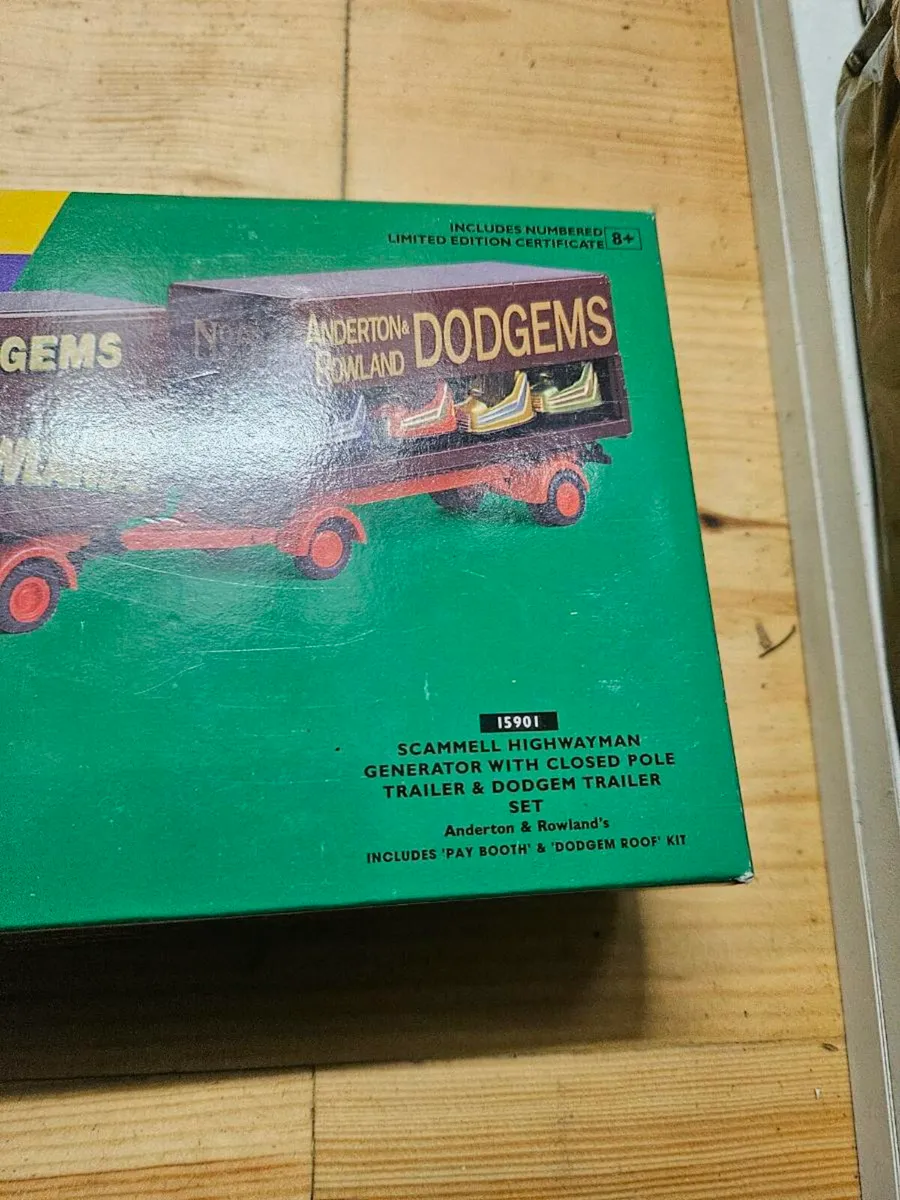 INCLUDES NUMBERED
LIMITED EDITION CERTIFICATE 8+
GEMS
ANDERTON&
ROWLAND
DODGEMS
15901
SCAMMELL HIGHWAYMAN
GENERATOR WITH CLOSED POLE
TRAILER & DODGEM TRAILER
SET
Anderton & Rowland's
INCLUDES 'PAY BOOTH' & 'DODGEM ROOF' KIT